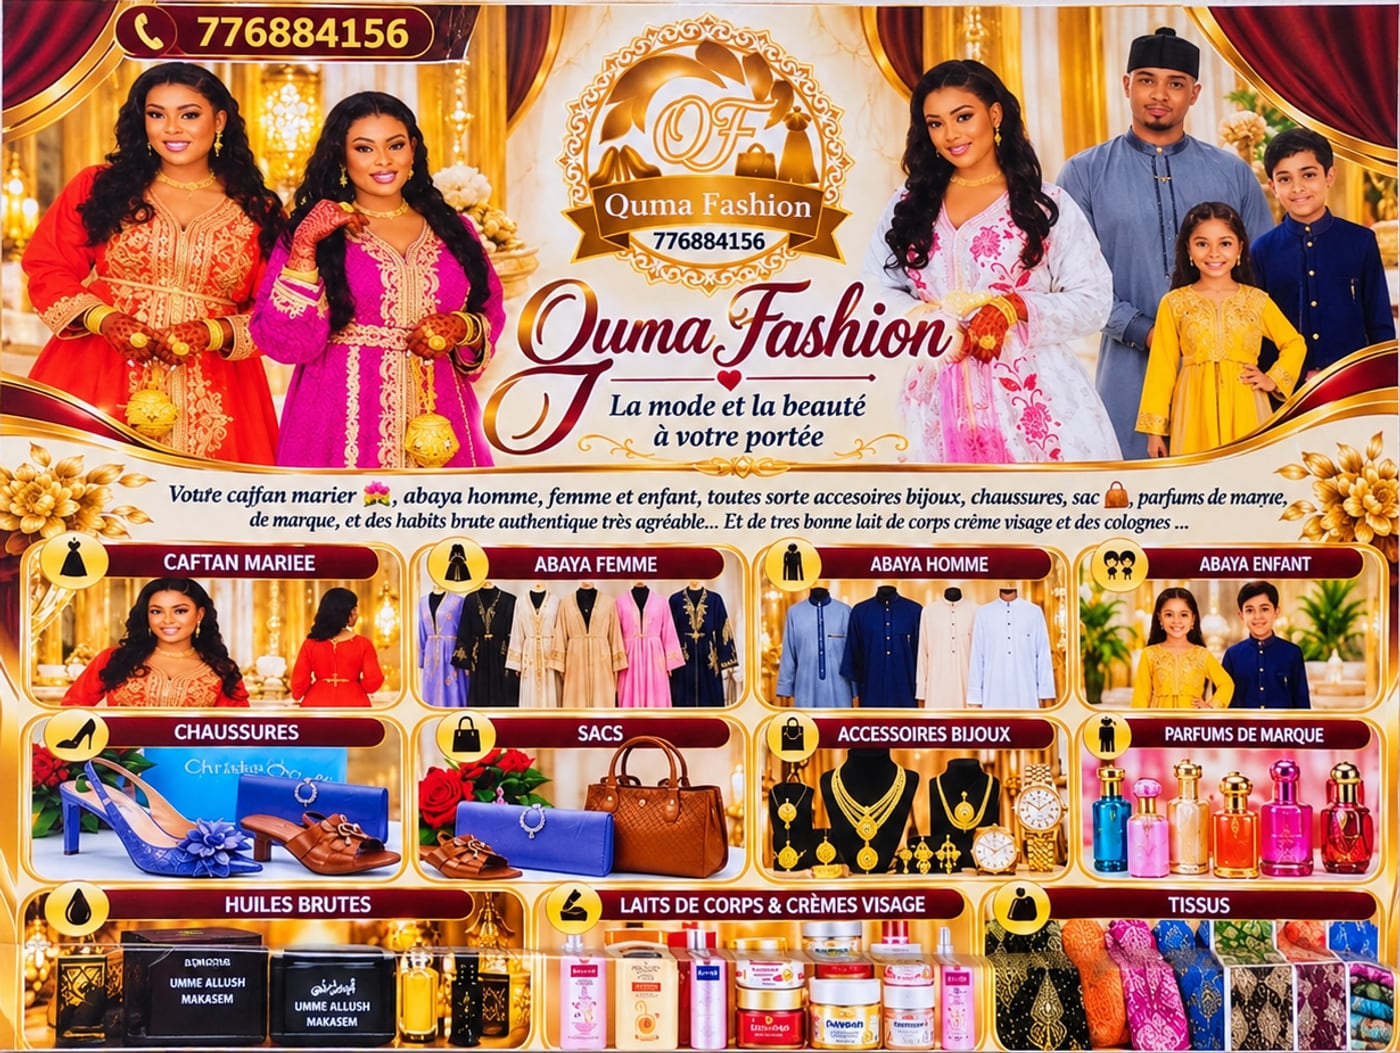 776884156
QF
Quma Fashion
776884156
Quma Fashion
La mode et la beauté
à votre portée
Votre caffan marier , abaya homme, femme et enfant, toutes sorte accesoires bijoux, chaussures, sac , parfums de marque,
de marque, et des habits brute authentique très agréable... Et de tres bonne lait de corps crème visage et des colognes ...
CAFTAN MARIEE
ABAYA FEMME
ABAYA HOMME
ABAYA ENFANT
CHAUSSURES
SACS
ACCESSOIRES BIJOUX
PARFUMS DE MARQUE
Christian
HUILES BRUTES
LAITS DE CORPS & CRÈMES VISAGE
TISSUS
UMME ALLUSH
MAKASEM
UMME ALLUSH
MAKASEM